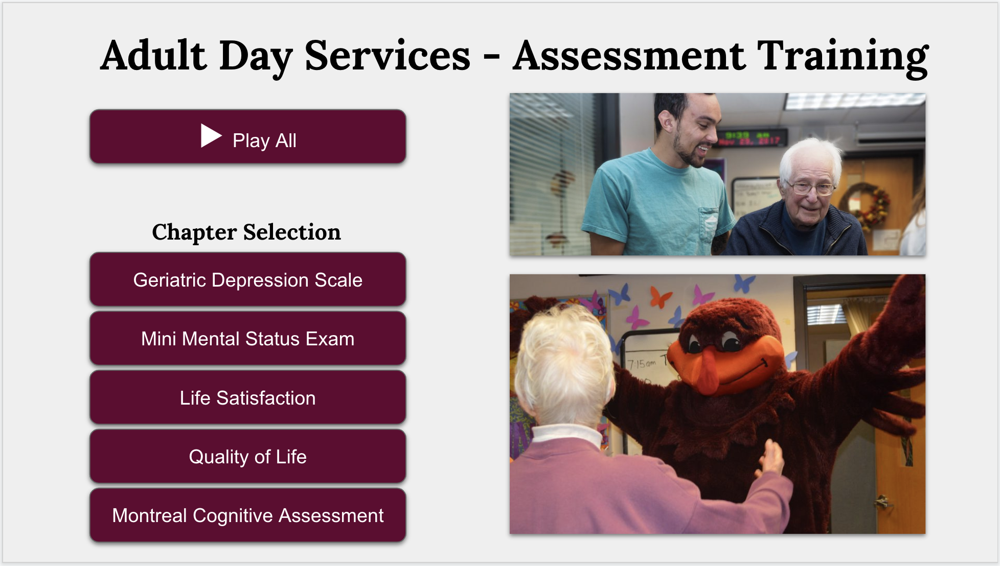 Adult Day Services - Assessment Training
Play All
Chapter Selection
Geriatric Depression Scale
Mini Mental Status Exam
Life Satisfaction
Quality of Life
Montreal Cognitive Assessment
9:39 am
Nov 29, 2017
7:15am